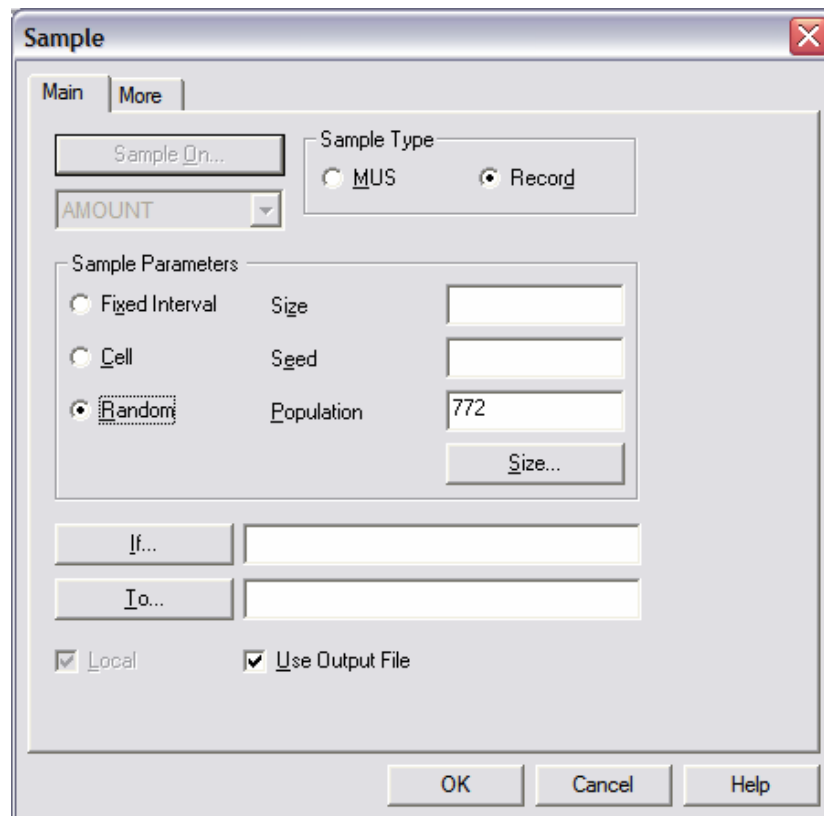 Sample
Main More
Sample On...
Sample Type
MUS Record
AMOUNT
Sample Parameters
Fixed Interval Size
Cell Seed
Random Population 772
Size...
If...
To...
Local Use Output File
OK Cancel Help